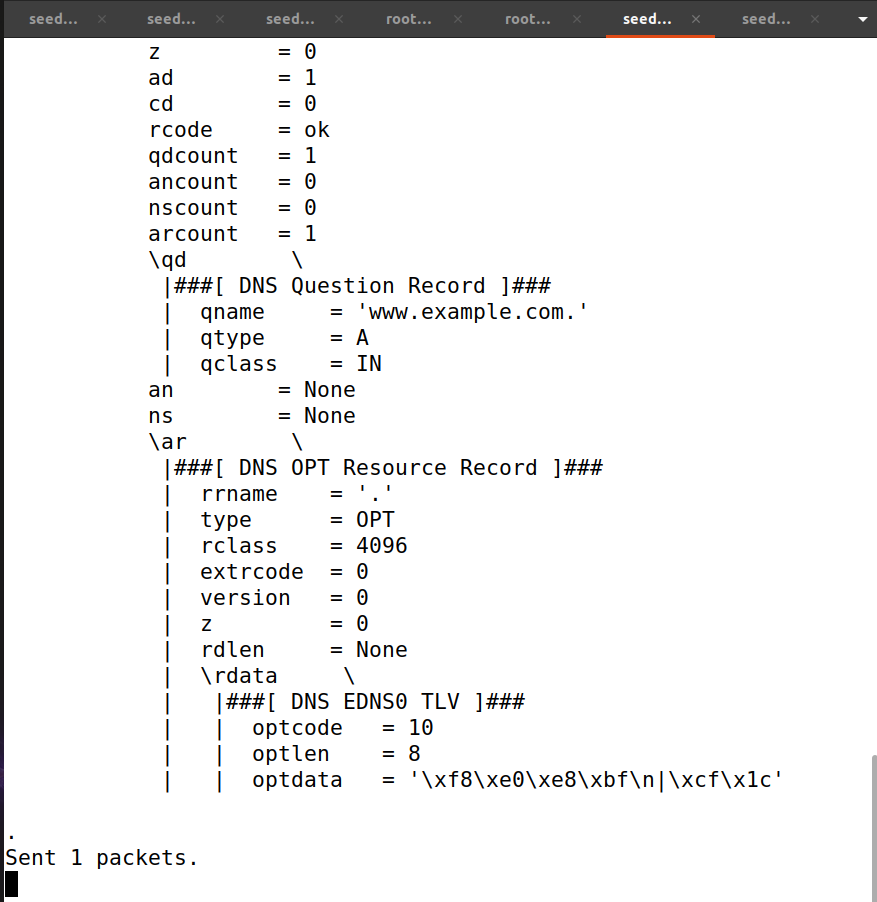 seed... × seed... × seed... × root... × root... × seed... × seed... ×
z         = 0
ad        = 1
cd        = 0
rcode     = ok
qdcount   = 1
ancount   = 0
nscount   = 0
arcount   = 1
\qd        \
 |###[ DNS Question Record ]###
 |  qname     = 'www.example.com.'
 |  qtype     = A
 |  qclass    = IN
an        = None
ns        = None
\ar        \
 |###[ DNS OPT Resource Record ]###
 |  rrname    = '.'
 |  type      = OPT
 |  rclass    = 4096
 |  extrcode  = 0
 |  version   = 0
 |  z         = 0
 |  rdlen     = None
 |  \rdata     \
 |   |###[ DNS EDNS0 TLV ]###
 |   |  optcode   = 10
 |   |  optlen    = 8
 |   |  optdata   = '\xf8\xe0\xe8\xbf\n|\xcf\x1c'
.
Sent 1 packets.